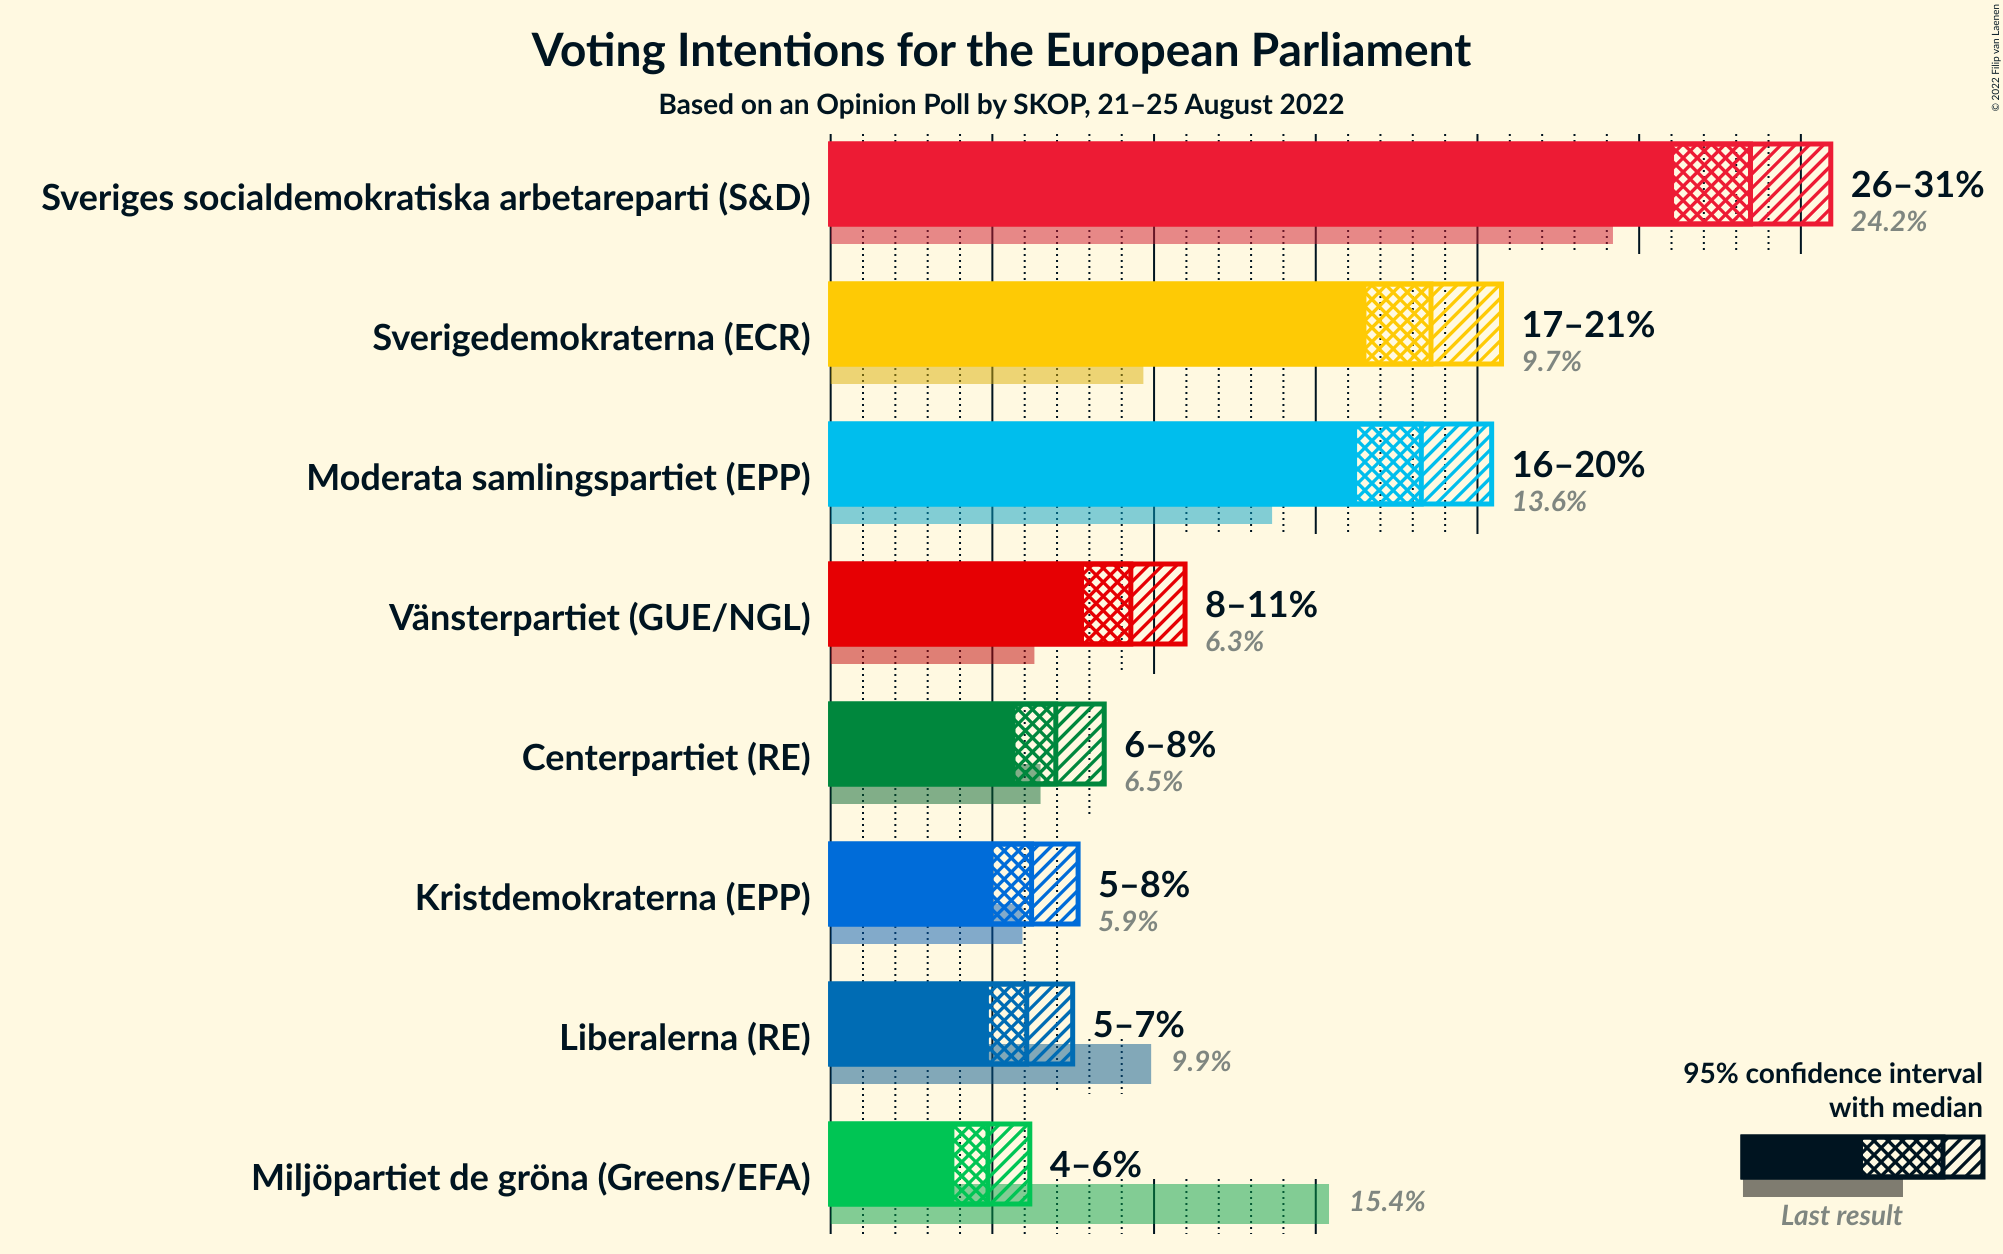 Voting Intentions for the European Parliament
Based on an Opinion Poll by SKOP, 21–25 August 2022
© 2022 Filip van Laenen
Sveriges socialdemokratiska arbetareparti (S&D)
26–31%
24.2%
Sverigedemokraterna (ECR)
17–21%
9.7%
Moderata samlingspartiet (EPP)
16–20%
13.6%
Vänsterpartiet (GUE/NGL)
8–11%
6.3%
Centerpartiet (RE)
6–8%
6.5%
Kristdemokraterna (EPP)
5–8%
5.9%
Liberalerna (RE)
5–7%
9.9%
Miljöpartiet de gröna (Greens/EFA)
4–6%
15.4%
95% confidence interval
with median
Last result